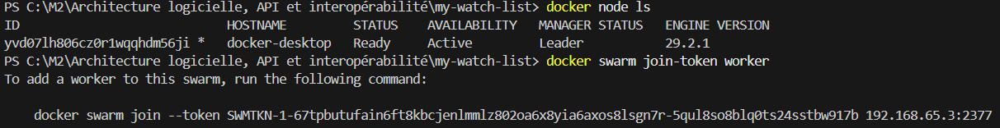 PS C:\M2\Architecture logicielle, API et interopérabilité\my-watch-list> docker node ls
ID                            HOSTNAME         STATUS    AVAILABILITY   MANAGER STATUS   ENGINE VERSION
yvd07lh806cz0r1wqqhdm56ji *   docker-desktop   Ready     Active         Leader           29.2.1
PS C:\M2\Architecture logicielle, API et interopérabilité\my-watch-list> docker swarm join-token worker
To add a worker to this swarm, run the following command:
    docker swarm join --token SWMTKN-1-67tpbutufain6ft8kbcjenlmmlz802oa6x8yia6axos8lsgn7r-5qul8so8blq0ts24sstbw917b 192.168.65.3:2377